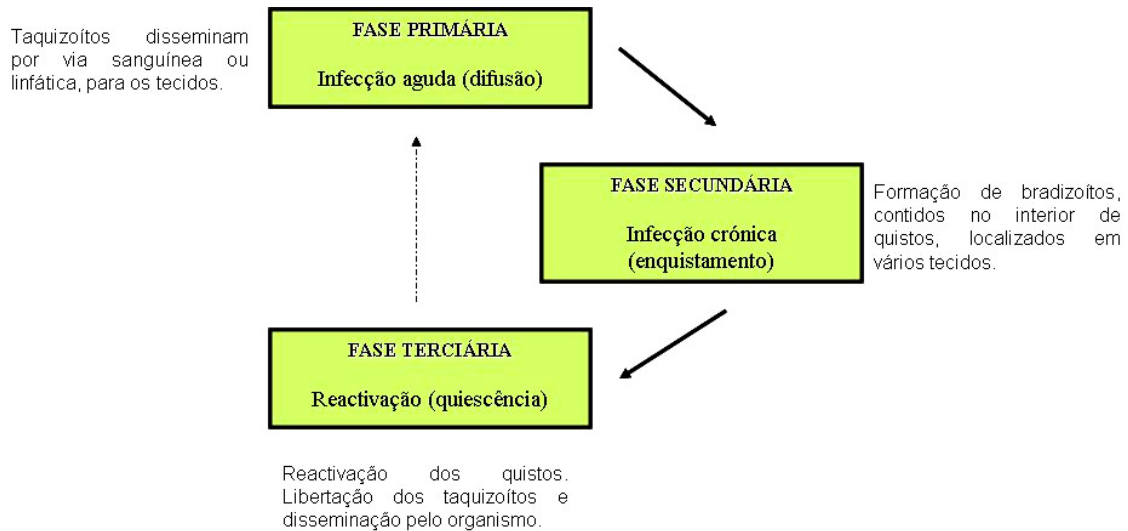 Taquizoítos disseminam
por via sanguínea ou
linfática, para os tecidos.
FASE PRIMÁRIA
Infecção aguda (difusão)
FASE SECUNDÁRIA
Infecção crónica
(enquistamento)
Formação de bradizoítos,
contidos no interior de
quistos, localizados em
vários tecidos.
FASE TERCIÁRIA
Reactivação (quiescência)
Reactivação dos quistos.
Libertação dos taquizoítos e
disseminação pelo organismo.